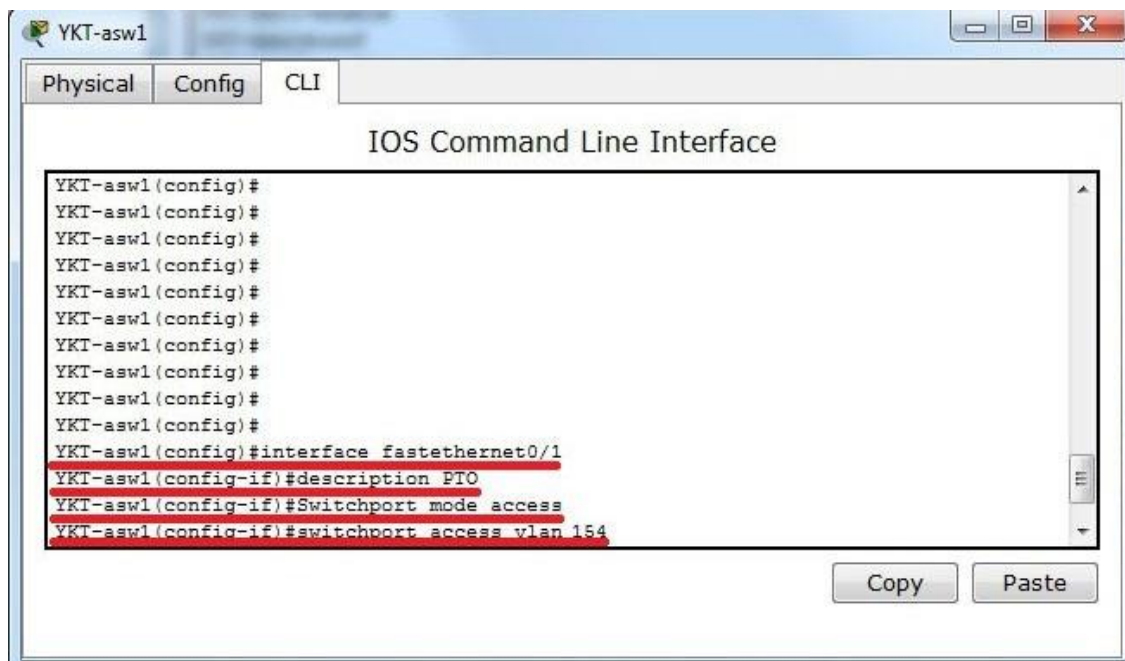 YKT-asw1
Physical Config CLI
IOS Command Line Interface
YKT-asw1(config)#
YKT-asw1(config)#
YKT-asw1(config)#
YKT-asw1(config)#
YKT-asw1(config)#
YKT-asw1(config)#
YKT-asw1(config)#
YKT-asw1(config)#
YKT-asw1(config)#
YKT-asw1(config)#
YKT-asw1(config)#interface fastethernet0/1
YKT-asw1(config-if)#description PTO
YKT-asw1(config-if)#Switchport mode access
YKT-asw1(config-if)#switchport access vlan 154
Copy Paste